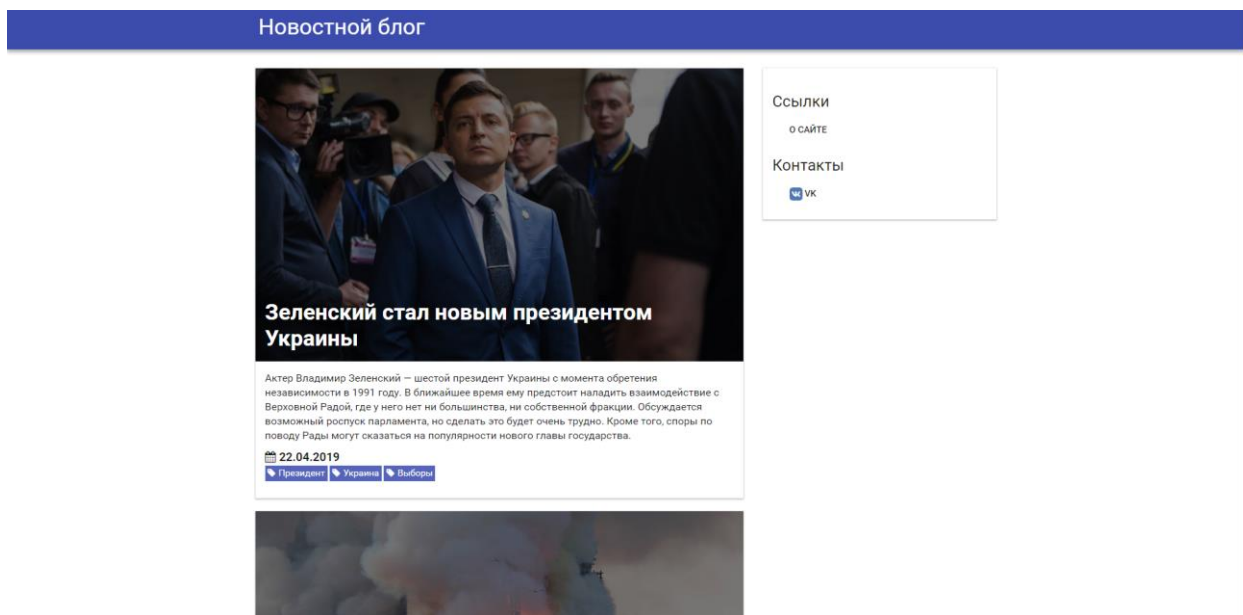 Новостной блог
Зеленский стал новым президентом
Украины
Актер Владимир Зеленский — шестой президент Украины с момента обретения
независимости в 1991 году. В ближайшее время ему предстоит наладить взаимодействие с
Верховной Радой, где у него нет ни большинства, ни собственной фракции. Обсуждается
возможный роспуск парламента, но сделать это будет очень трудно. Кроме того, споры по
поводу Рады могут сказаться на популярности нового главы государства.
22.04.2019
Президент Украина Выборы
Ссылки
О САЙТЕ
Контакты
VK